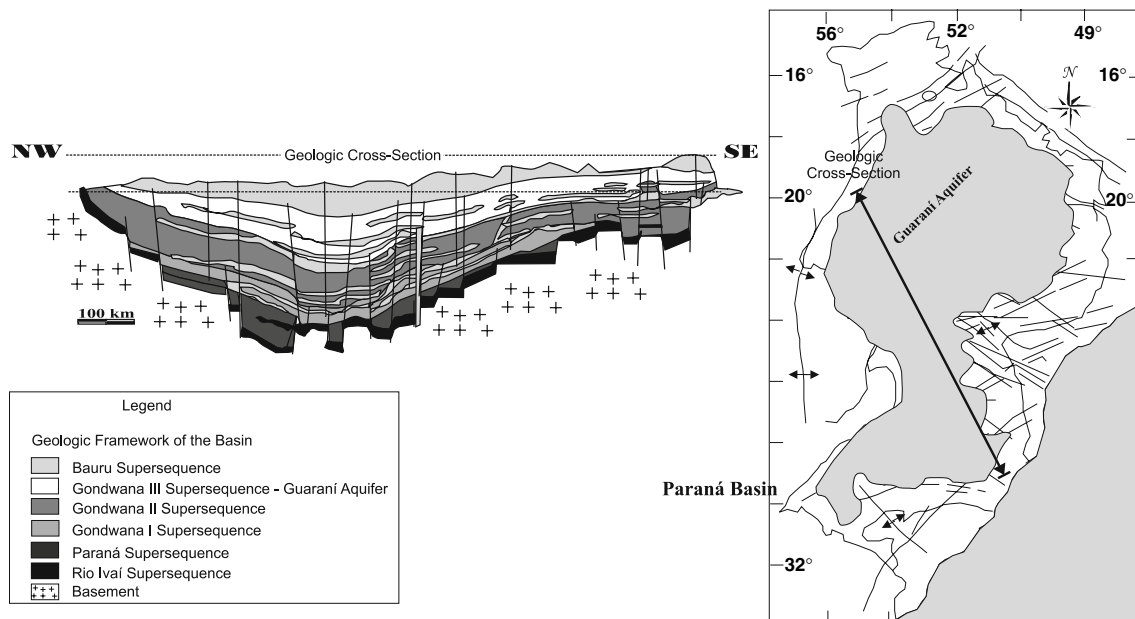 NW
Geologic Cross-Section
SE
100 km
Legend
Geologic Framework of the Basin
Bauru Supersequence
Gondwana III Supersequence - Guaraní Aquifer
Gondwana II Supersequence
Gondwana I Supersequence
Paraná Supersequence
Rio Ivaí Supersequence
Basement
56° 52° 49°
16° 16°
N
Geologic
Cross-Section
20° 20°
Guaraní Aquifer
Paraná Basin
32°